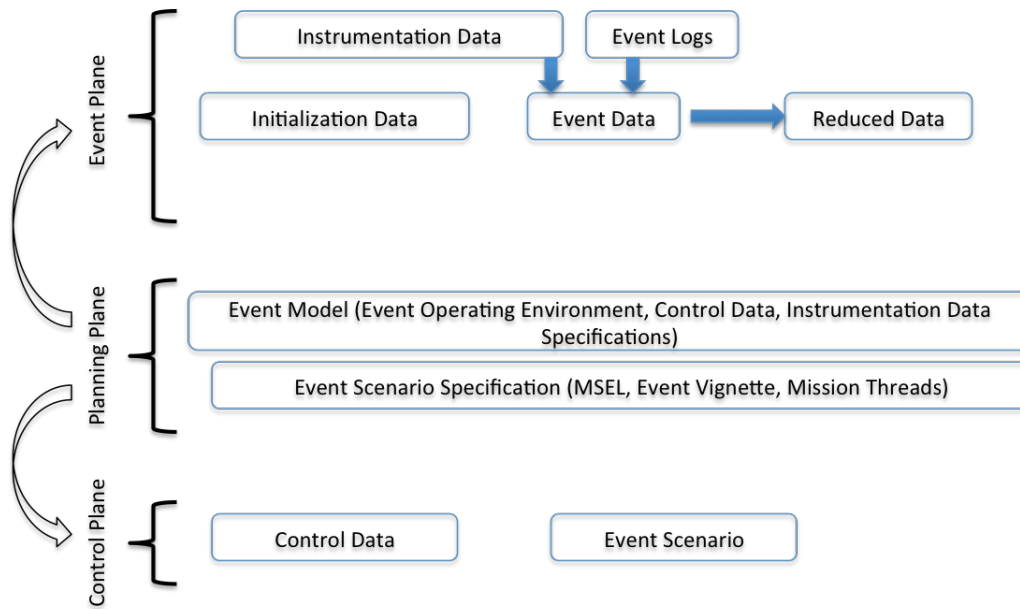 Event Plane
Instrumentation Data
Event Logs
Initialization Data
Event Data
Reduced Data
Planning Plane
Event Model (Event Operating Environment, Control Data, Instrumentation Data
Specifications)
Event Scenario Specification (MSEL, Event Vignette, Mission Threads)
Control Plane
Control Data
Event Scenario